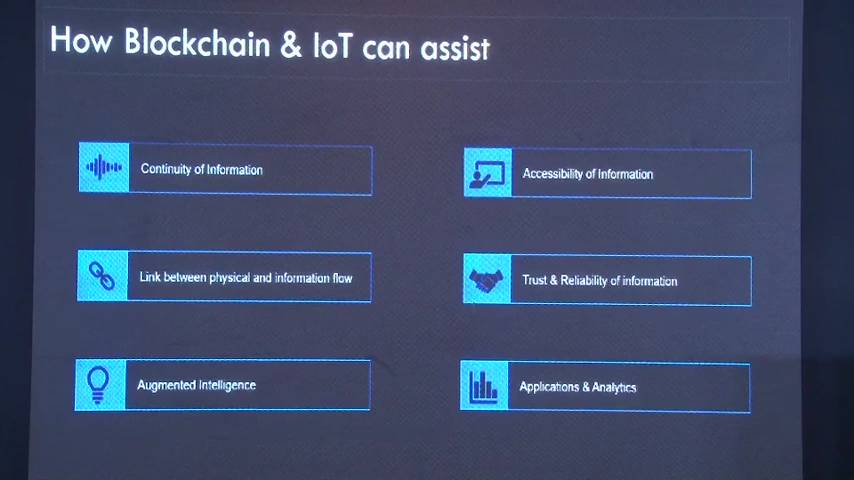 How Blockchain & IoT can assist
Continuity of Information
Accessibility of Information
Link between physical and information flow
Trust & Reliability of information
Augmented Intelligence
Applications & Analytics